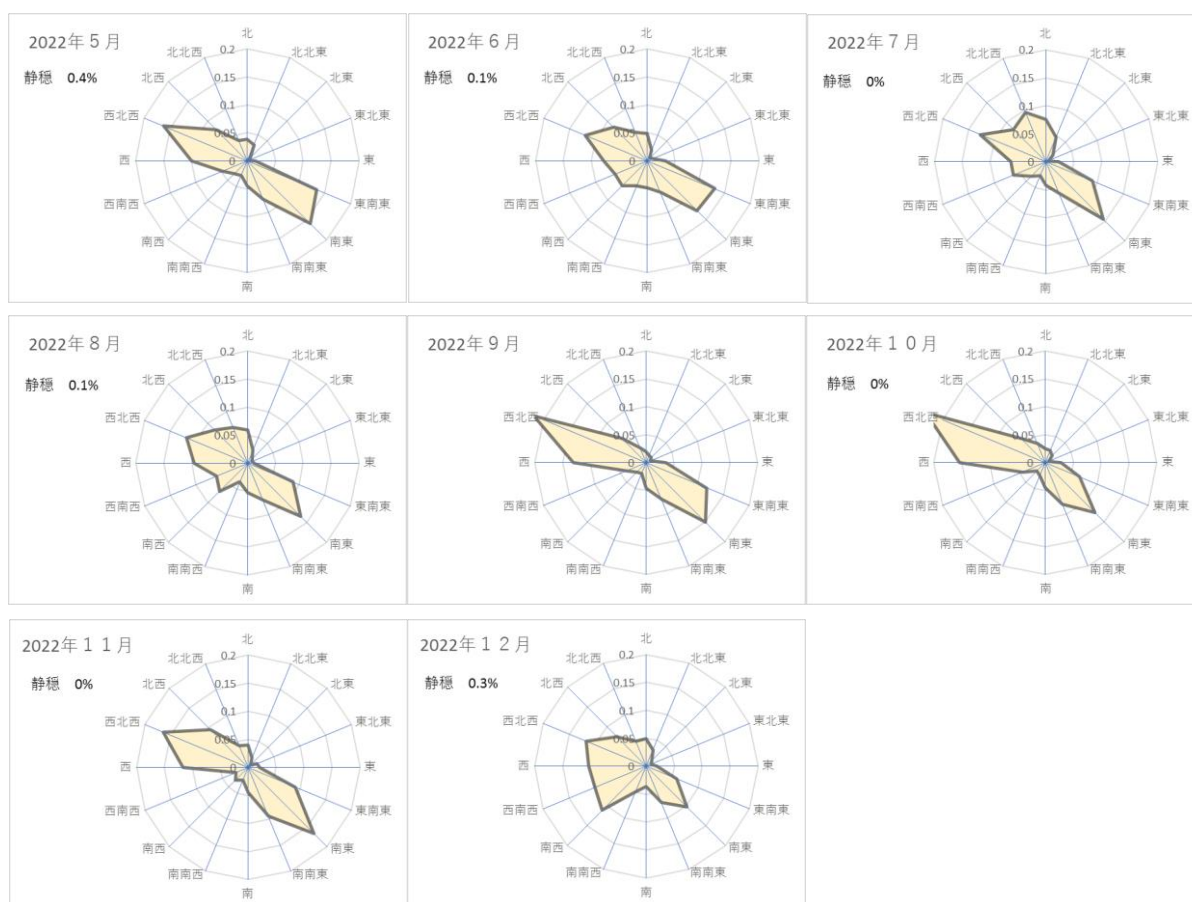 2022年5月
静穏 0.4%
北
北北東
北東
東北東
東
東南東
南東
南南東
南
南南西
南西
西南西
西
西北西
北西
北北西
0.2
0.15
0.1
0.05
0
2022年6月
静穏 0.1%
北
北北東
北東
東北東
東
東南東
南東
南南東
南
南南西
南西
西南西
西
西北西
北西
北北西
0.2
0.15
0.1
0.05
0
2022年7月
静穏 0%
北
北北東
北東
東北東
東
東南東
南東
南南東
南
南南西
南西
西南西
西
西北西
北西
北北西
0.2
0.15
0.1
0.05
0
2022年8月
静穏 0.1%
北
北北東
北東
東北東
東
東南東
南東
南南東
南
南南西
南西
西南西
西
西北西
北西
北北西
0.2
0.15
0.1
0.05
0
2022年9月
北
北北東
北東
東北東
東
東南東
南東
南南東
南
南南西
南西
西南西
西
西北西
北西
北北西
0.2
0.15
0.1
0.05
0
2022年10月
静穏 0%
北
北北東
北東
東北東
東
東南東
南東
南南東
南
南南西
南西
西南西
西
西北西
北西
北北西
0.2
0.15
0.1
0.05
0
2022年11月
静穏 0%
北
北北東
北東
東北東
東
東南東
南東
南南東
南
南南西
南西
西南西
西
西北西
北西
北北西
0.2
0.15
0.1
0.05
0
2022年12月
静穏 0.3%
北
北北東
北東
東北東
東
東南東
南東
南南東
南
南南西
南西
西南西
西
西北西
北西
北北西
0.2
0.15
0.1
0.05
0